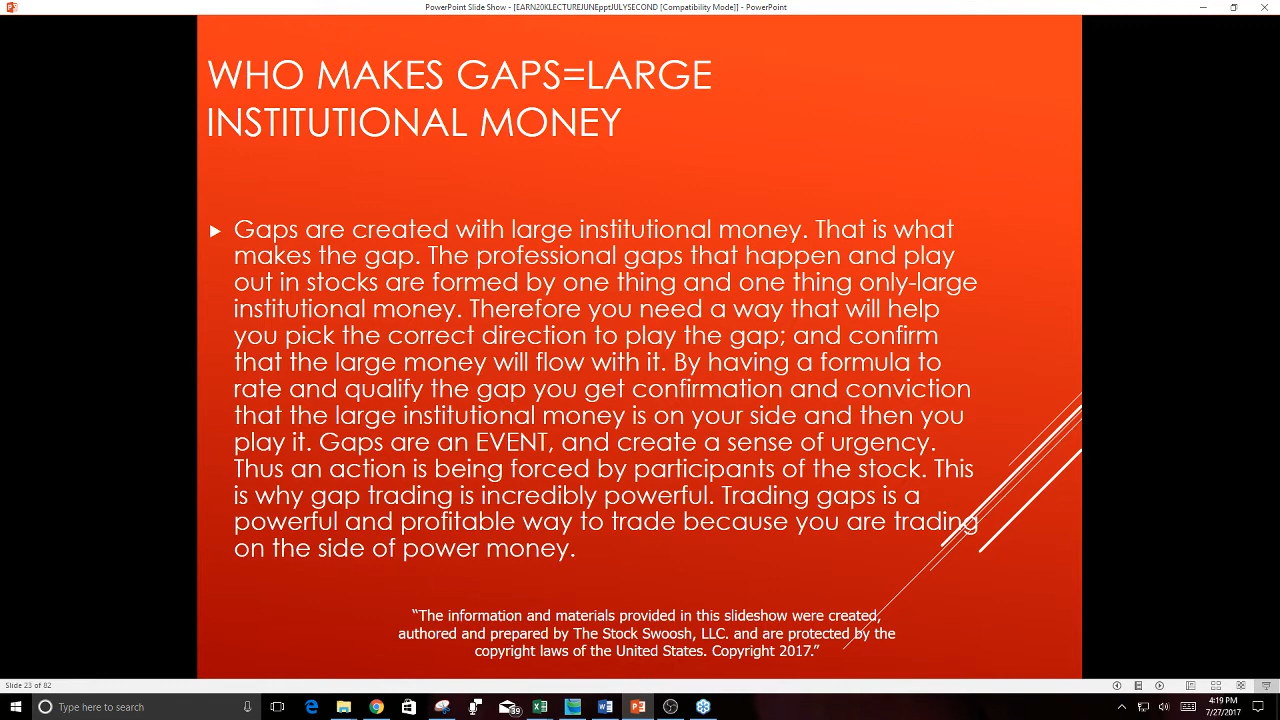 PowerPoint Slide Show - [EARN20KLECTUREJUNEpptJULYSECOND [Compatibility Mode]] - PowerPoint
WHO MAKES GAPS=LARGE
INSTITUTIONAL MONEY
Gaps are created with large institutional money. That is what
makes the gap. The professional gaps that happen and play
out in stocks are formed by one thing and one thing only-large
institutional money. Therefore you need a way that will help
you pick the correct direction to play the gap; and confirm
that the large money will flow with it. By having a formula to
rate and qualify the gap you get confirmation and conviction
that the large institutional money is on your side and then you
play it. Gaps are an EVENT, and create a sense of urgency.
Thus an action is being forced by participants of the stock. This
is why gap trading is incredibly powerful. Trading gaps is a
powerful and profitable way to trade because you are trading
on the side of power money.
“The information and materials provided in this slideshow were created,
authored and prepared by The Stock Swoosh, LLC. and are protected by the
copyright laws of the United States. Copyright 2017.”
Slide 23 of 82
Type here to search
4:19 PM
7/27/2017